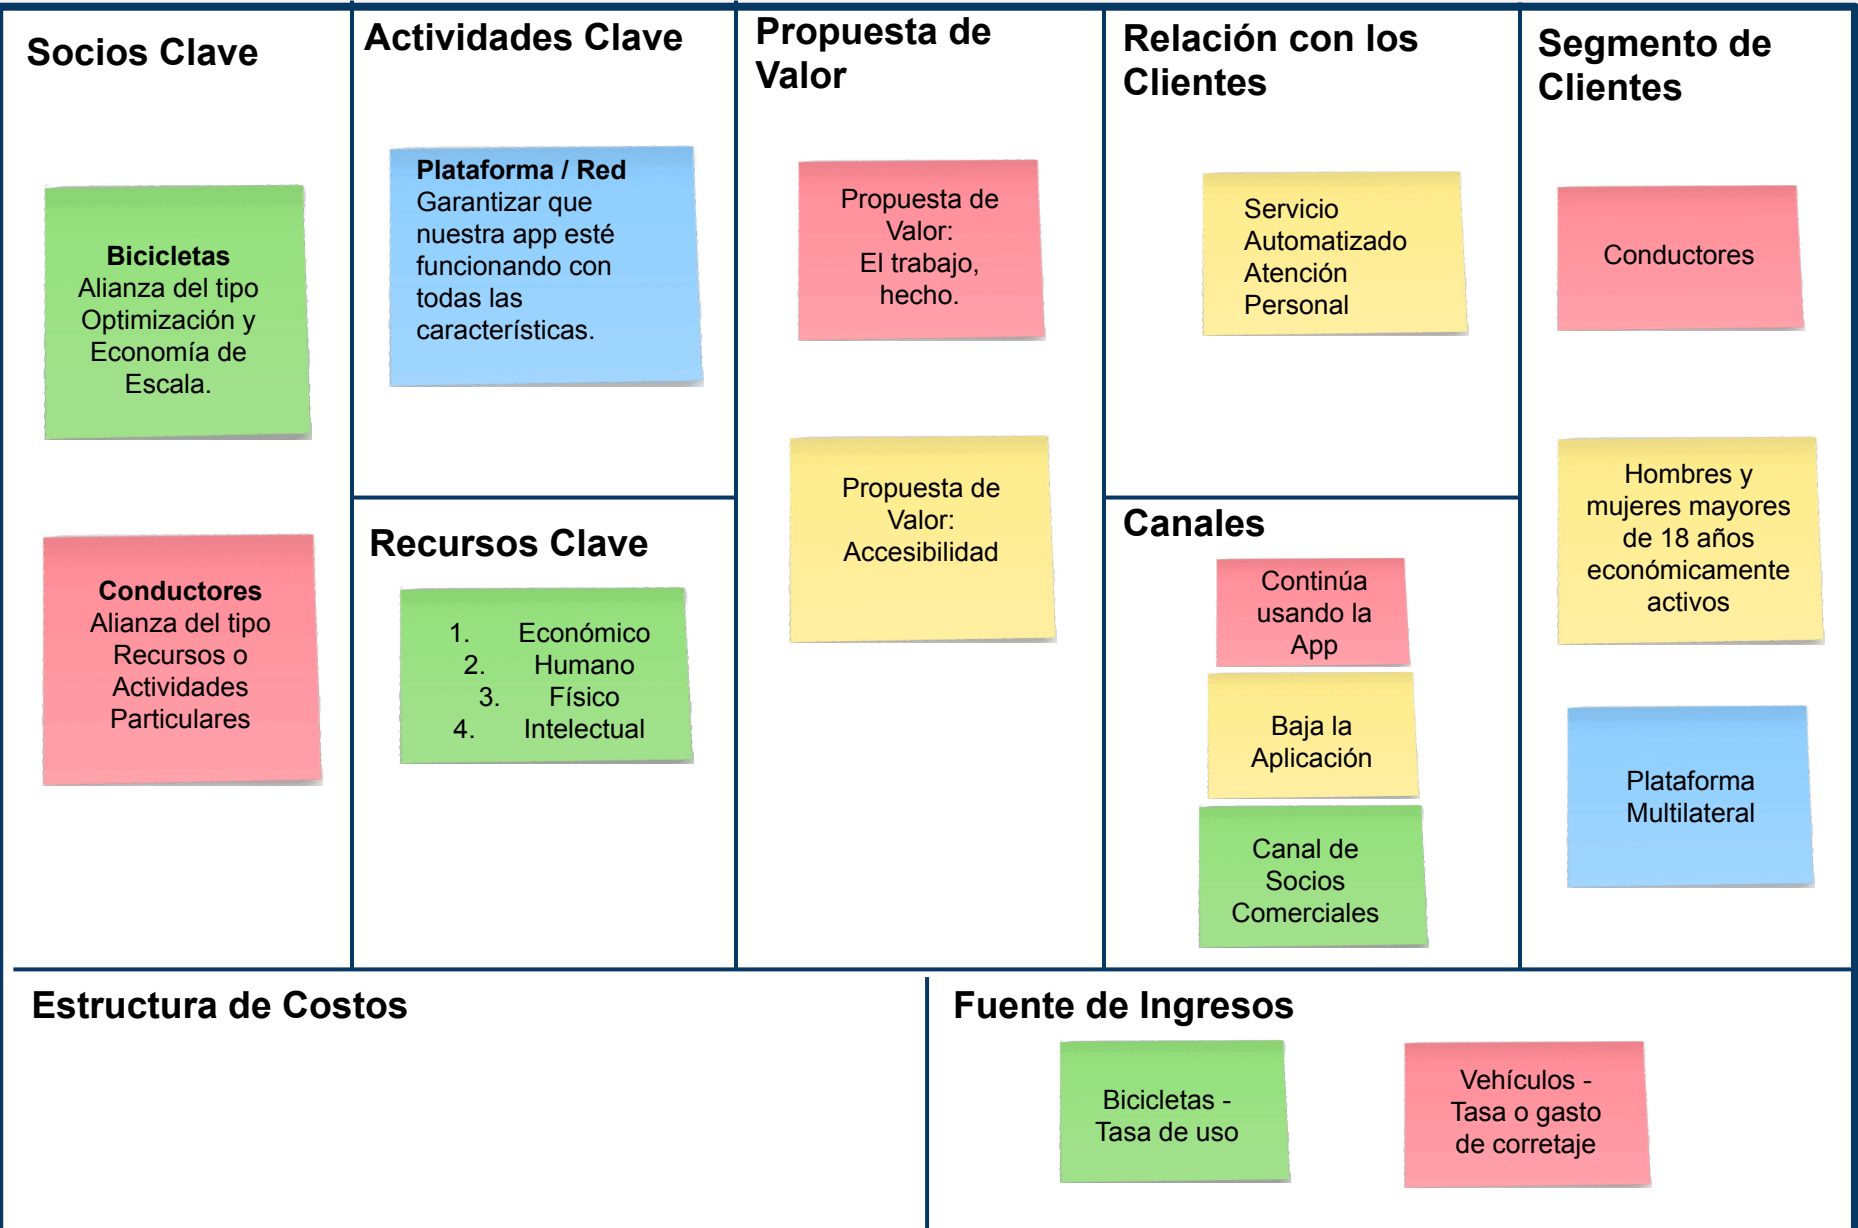 Socios Clave
Bicicletas
Alianza del tipo
Optimización y
Economía de
Escala.
Conductores
Alianza del tipo
Recursos o
Actividades
Particulares
Actividades Clave
Plataforma / Red
Garantizar que
nuestra app esté
funcionando con
todas las
características.
Recursos Clave
1. Económico
2. Humano
3. Físico
4. Intelectual
Propuesta de
Valor
Propuesta de
Valor:
El trabajo,
hecho.
Propuesta de
Valor:
Accesibilidad
Relación con los
Clientes
Servicio
Automatizado
Atención
Personal
Canales
Continúa
usando la
App
Baja la
Aplicación
Canal de
Socios
Comerciales
Segmento de
Clientes
Conductores
Hombres y
mujeres mayores
de 18 años
económicamente
activos
Plataforma
Multilateral
Estructura de Costos
Fuente de Ingresos
Bicicletas -
Tasa de uso
Vehículos -
Tasa o gasto
de corretaje